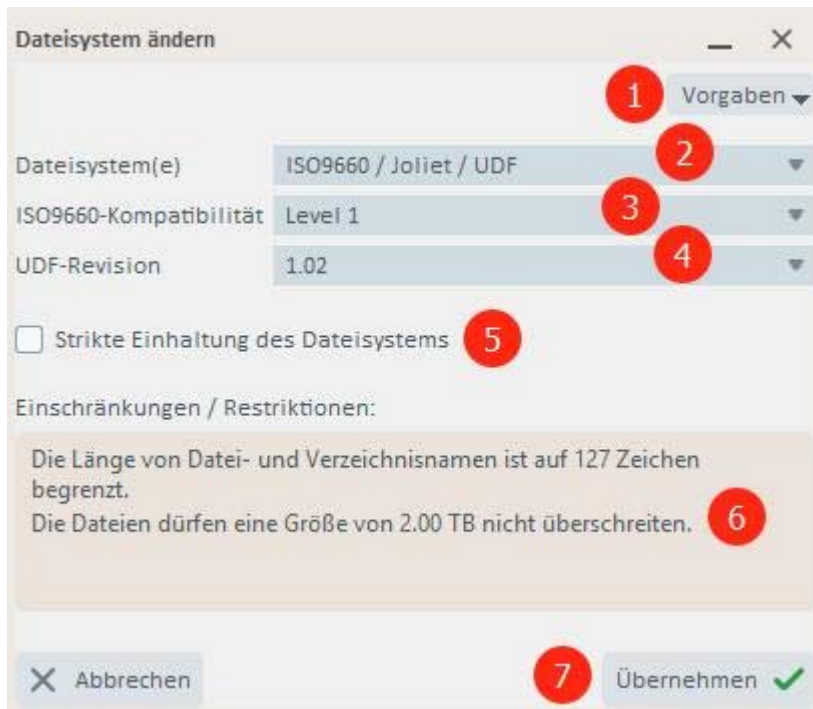 Dateisystem ändern
1 Vorgaben
Dateisystem(e) ISO9660 / Joliet / UDF 2
ISO9660-Kompatibilität Level 1 3
UDF-Revision 1.02 4
Strikte Einhaltung des Dateisystems 5
Einschränkungen / Restriktionen:
Die Länge von Datei- und Verzeichnisnamen ist auf 127 Zeichen
begrenzt.
Die Dateien dürfen eine Größe von 2.00 TB nicht überschreiten. 6
Abbrechen 7 Übernehmen